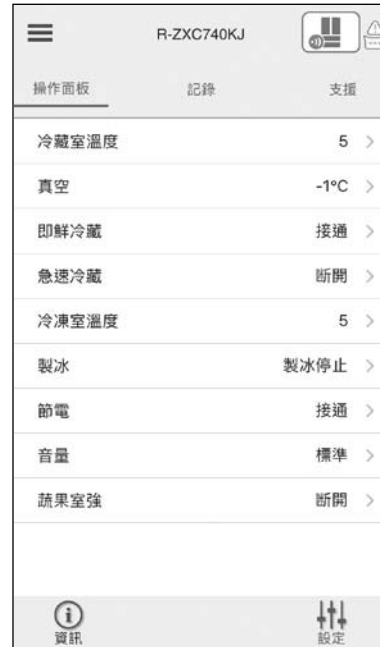 R-ZXC740KJ
操作面板 記錄 支援
冷藏室溫度 5 >
真空 -1°C >
即鮮冷藏 接通 >
急速冷藏 断開 >
冷凍室溫度 5 >
製冰 製冰停止 >
節電 接通 >
音量 標準 >
蔬果室強 断開 >
資訊 設定